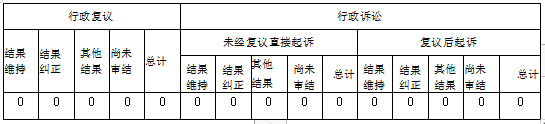 行政复议 行政诉讼
未经复议直接起诉 复议后起诉
结果维持 结果纠正 其他结果 尚未审结 总计 结果维持 结果纠正 其他结果 尚未审结 总计 结果维持 结果纠正 其他结果 尚未审结 总计
0 0 0 0 0 0 0 0 0 0 0 0 0 0 0